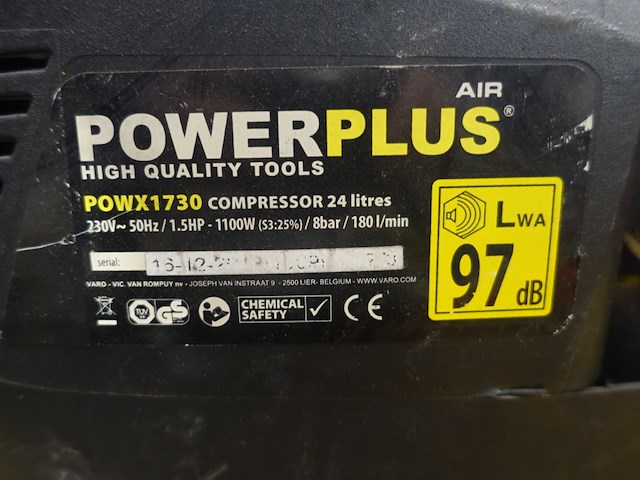 AIR
POWERPLUS®
HIGH QUALITY TOOLS
POWX1730 COMPRESSOR 24 litres
230V~ 50Hz / 1.5HP - 1100W (S3:25%) / 8bar / 180 l/min
serial:
VARO - VIC. VAN ROMPUY nv - JOSEPH VAN INSTRAAT 9 - 2500 LIER- BELGIUM - WWW.VARO.COM
TUV GS CHEMICAL SAFETY CE
LWA
97 dB